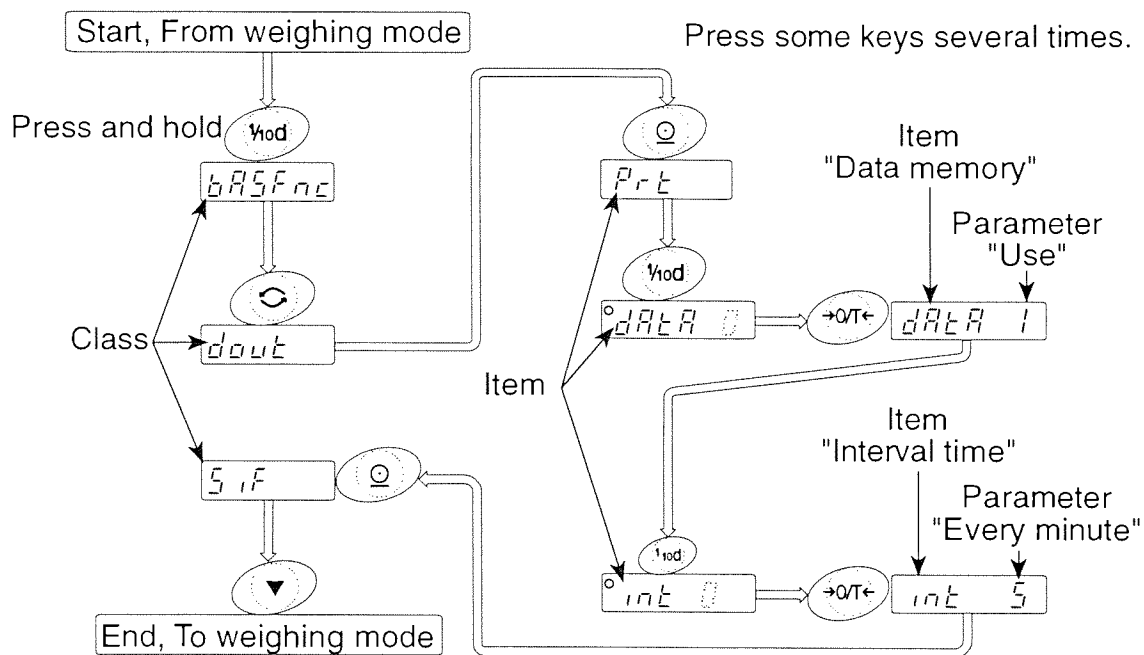 Start, From weighing mode
Press some keys several times.
Press and hold
1/10d
bASFnc
Class
dout
Prt
1/10d
Item
"Data memory"
Parameter
"Use"
dAtA 0
→0/T←
dAtA 1
Item
Item
"Interval time"
Parameter
"Every minute"
SiF
1/10d
int 0
→0/T←
int 5
End, To weighing mode